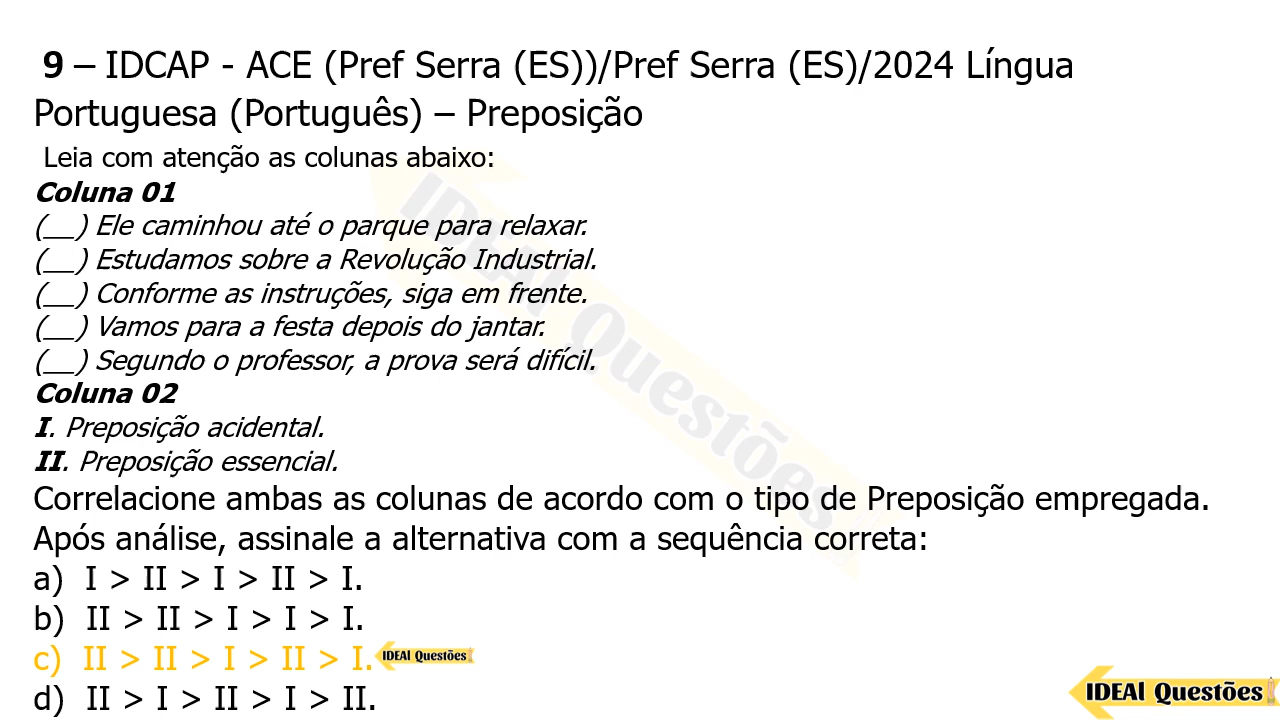 9 – IDCAP - ACE (Pref Serra (ES))/Pref Serra (ES)/2024 Língua
Portuguesa (Português) – Preposição
Leia com atenção as colunas abaixo:
Coluna 01
(__) Ele caminhou até o parque para relaxar.
(__) Estudamos sobre a Revolução Industrial.
(__) Conforme as instruções, siga em frente.
(__) Vamos para a festa depois do jantar.
(__) Segundo o professor, a prova será difícil.
Coluna 02
I. Preposição acidental.
II. Preposição essencial.
Correlacione ambas as colunas de acordo com o tipo de Preposição empregada.
Após análise, assinale a alternativa com a sequência correta:
a) I > II > I > II > I.
b) II > II > I > I > I.
c) II > II > I > II > I.
IDEAl Questões
d) II > I > II > I > II.
IDEAl Questões
IDEAl Questões